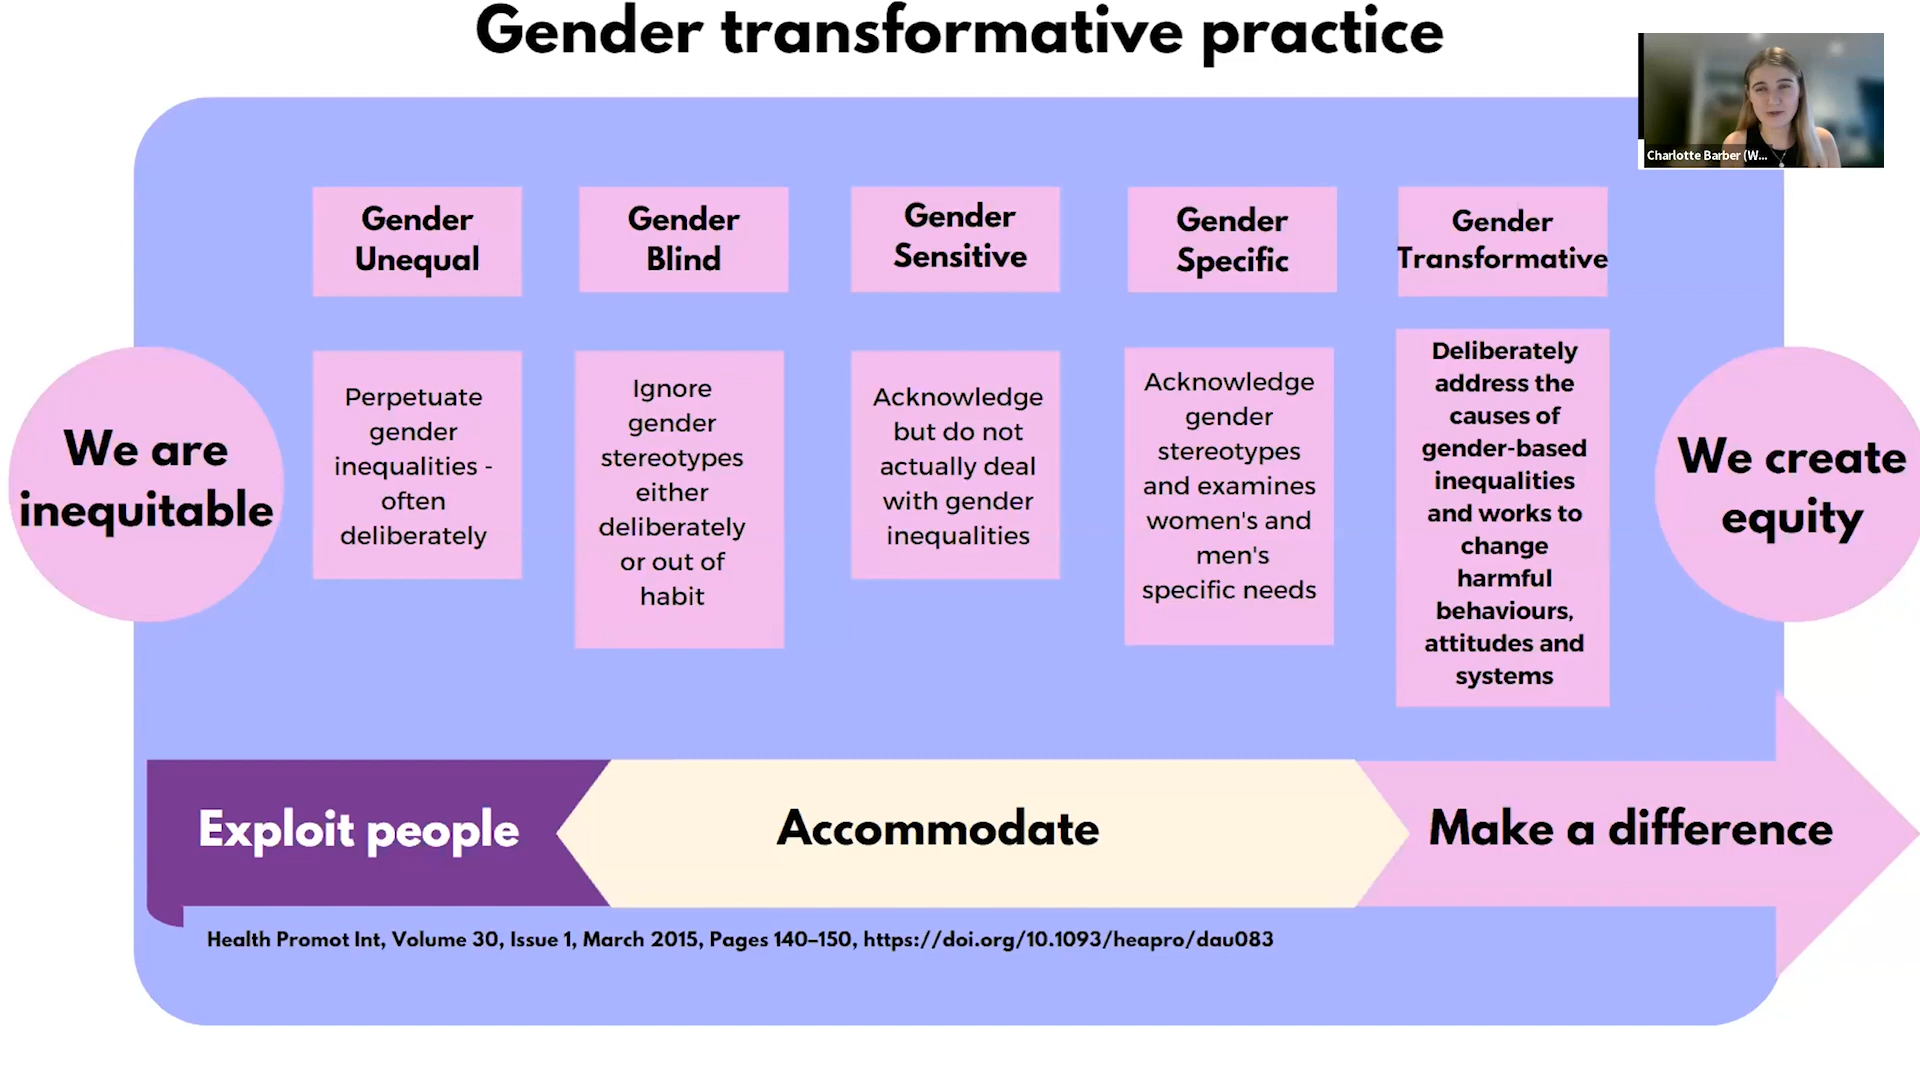 Gender transformative practice
Charlotte Barber (W...
Gender
Unequal
Gender
Blind
Gender
Sensitive
Gender
Specific
Gender
Transformative
We are
inequitable
Perpetuate
gender
inequalities -
often
deliberately
Ignore
gender
stereotypes
either
deliberately
or out of
habit
Acknowledge
but do not
actually deal
with gender
inequalities
Acknowledge
gender
stereotypes
and examines
women's and
men's
specific needs
Deliberately
address the
causes of
gender-based
inequalities
and works to
change
harmful
behaviours,
attitudes and
systems
We create
equity
Exploit people
Accommodate
Make a difference
Health Promot Int, Volume 30, Issue 1, March 2015, Pages 140–150, https://doi.org/10.1093/heapro/dau083